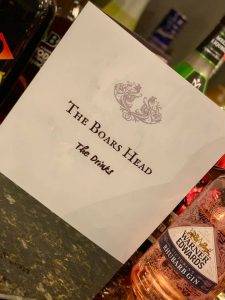 The Boars Head
The Drinks
Warner
Edwards
Rhubarb Gin